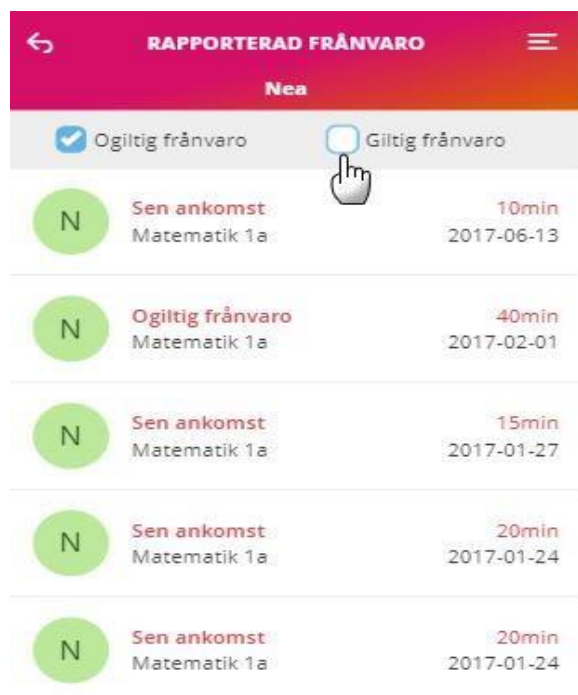 RAPPORTERAD FRÅNVARO
Nea
Ogiltig frånvaro Giltig frånvaro
N
Sen ankomst 10min
Matematik 1a 2017-06-13
N
Ogiltig frånvaro 40min
Matematik 1a 2017-02-01
N
Sen ankomst 15min
Matematik 1a 2017-01-27
N
Sen ankomst 20min
Matematik 1a 2017-01-24
N
Sen ankomst 20min
Matematik 1a 2017-01-24